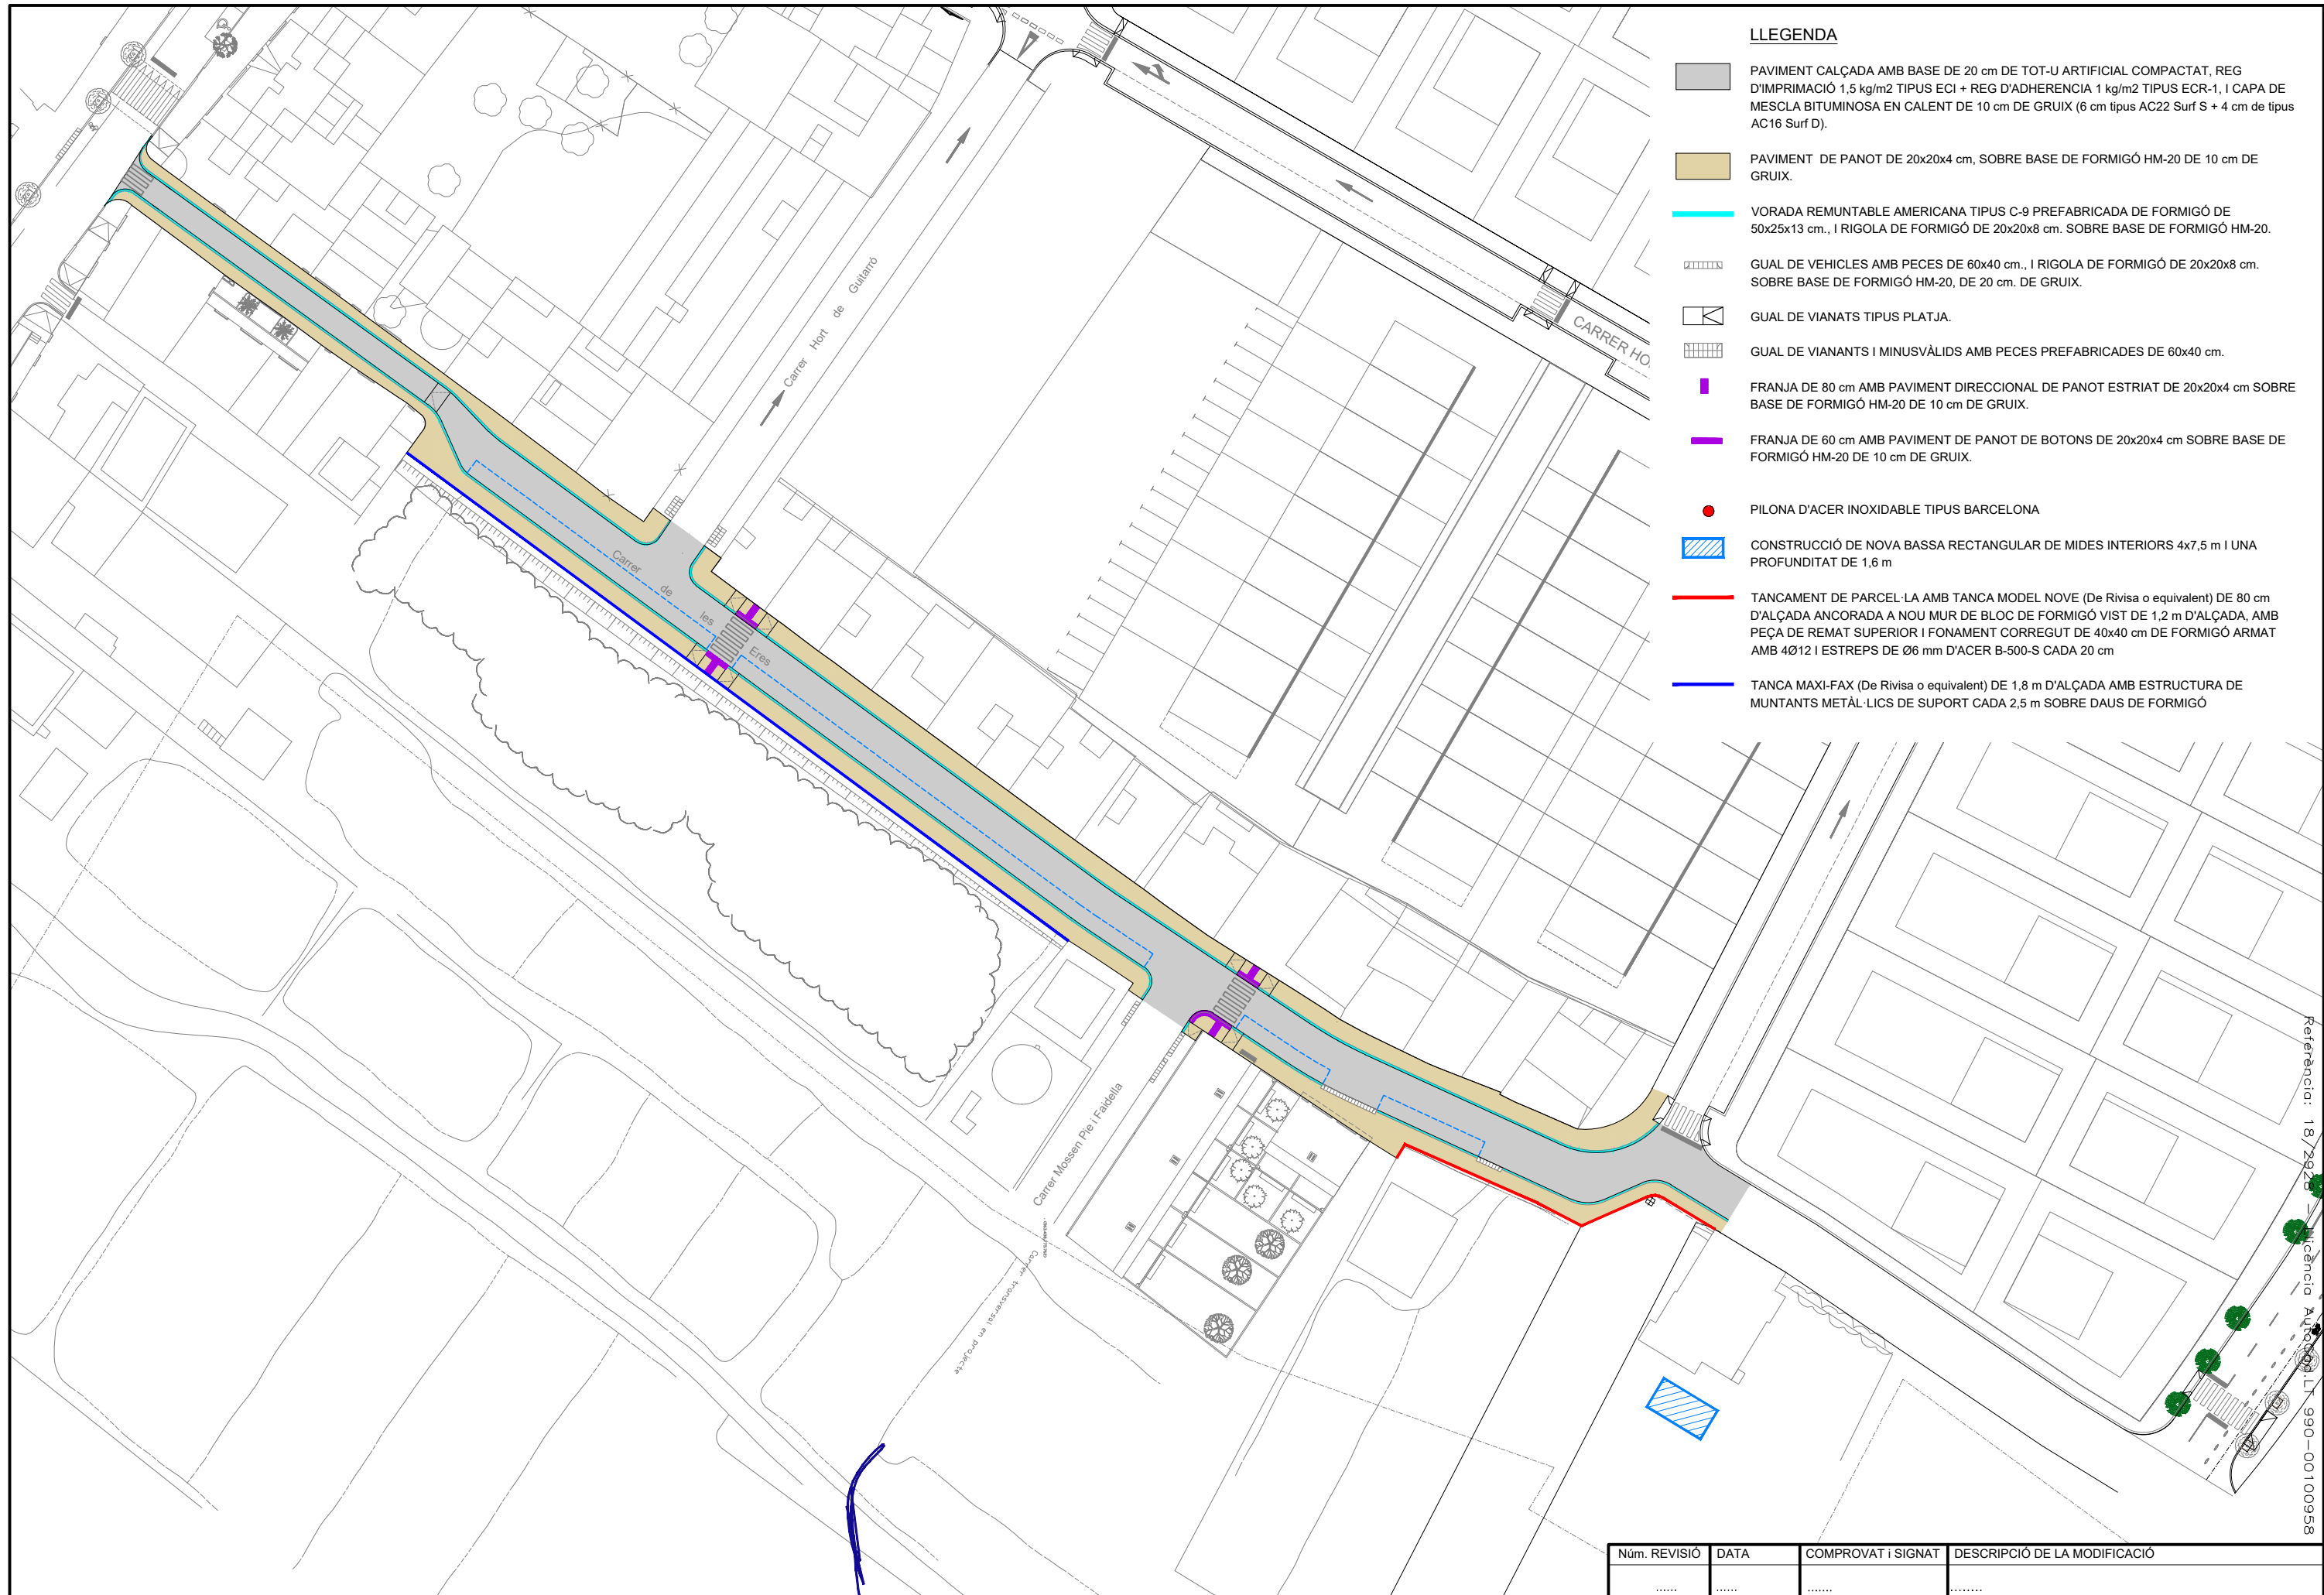 LLEGENDA
PAVIMENT CALÇADA AMB BASE DE 20 cm DE TOT-U ARTIFICIAL COMPACTAT, REG
D'IMPRIMACIÓ 1,5 kg/m2 TIPUS ECI + REG D'ADHERENCIA 1 kg/m2 TIPUS ECR-1, I CAPA DE
MESCLA BITUMINOSA EN CALENT DE 10 cm DE GRUIX (6 cm tipus AC22 Surf S + 4 cm de tipus
AC16 Surf D).
PAVIMENT DE PANOT DE 20x20x4 cm, SOBRE BASE DE FORMIGÓ HM-20 DE 10 cm DE
GRUIX.
VORADA REMUNTABLE AMERICANA TIPUS C-9 PREFABRICADA DE FORMIGÓ DE
50x25x13 cm., I RIGOLA DE FORMIGÓ DE 20x20x8 cm. SOBRE BASE DE FORMIGÓ HM-20.
GUAL DE VEHICLES AMB PECES DE 60x40 cm., I RIGOLA DE FORMIGÓ DE 20x20x8 cm.
SOBRE BASE DE FORMIGÓ HM-20, DE 20 cm. DE GRUIX.
GUAL DE VIANATS TIPUS PLATJA.
GUAL DE VIANANTS I MINUSVÀLIDS AMB PECES PREFABRICADES DE 60x40 cm.
FRANJA DE 80 cm AMB PAVIMENT DIRECCIONAL DE PANOT ESTRIAT DE 20x20x4 cm SOBRE
BASE DE FORMIGÓ HM-20 DE 10 cm DE GRUIX.
FRANJA DE 60 cm AMB PAVIMENT DE PANOT DE BOTONS DE 20x20x4 cm SOBRE BASE DE
FORMIGÓ HM-20 DE 10 cm DE GRUIX.
PILONA D'ACER INOXIDABLE TIPUS BARCELONA
CONSTRUCCIÓ DE NOVA BASSA RECTANGULAR DE MIDES INTERIORS 4x7,5 m I UNA
PROFUNDITAT DE 1,6 m
TANCAMENT DE PARCEL·LA AMB TANCA MODEL NOVE (De Rivisa o equivalent) DE 80 cm
D'ALÇADA ANCORADA A NOU MUR DE BLOC DE FORMIGÓ VIST DE 1,2 m D'ALÇADA, AMB
PEÇA DE REMAT SUPERIOR I FONAMENT CORREGUT DE 40x40 cm DE FORMIGÓ ARMAT
AMB 4Ø12 I ESTREPS DE Ø6 mm D'ACER B-500-S CADA 20 cm
TANCA MAXI-FAX (De Rivisa o equivalent) DE 1,8 m D'ALÇADA AMB ESTRUCTURA DE
MUNTANTS METÀL·LICS DE SUPORT CADA 2,5 m SOBRE DAUS DE FORMIGÓ
CARRER HO
Carrer Hort de Guitarró
Carrer de les Eres
Carrer Mossen Pie i Faidella
Carrer transversal en projecte
Referència: 18/2928 - Llicència Autocad.LT 990-00100958
Núm. REVISIÓ DATA COMPROVAT i SIGNAT DESCRIPCIÓ DE LA MODIFICACIÓ
...... ...... ....... ........